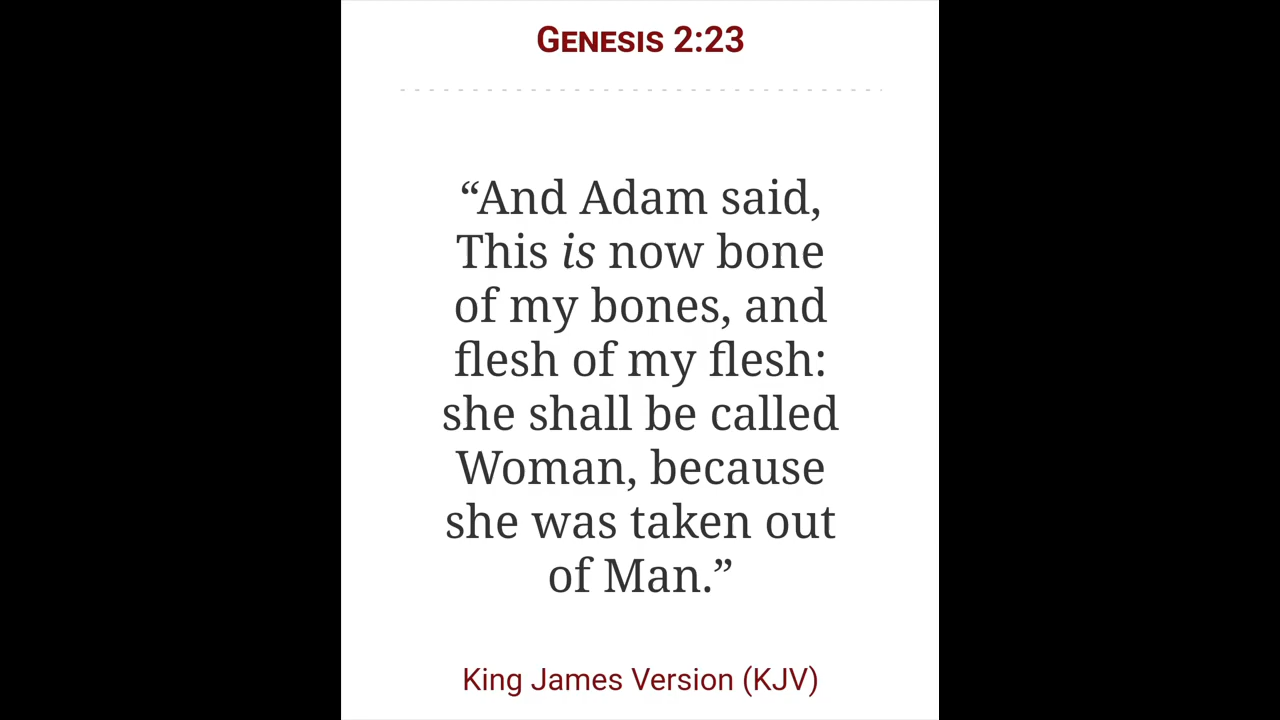 GENESIS 2:23
“And Adam said,
This is now bone
of my bones, and
flesh of my flesh:
she shall be called
Woman, because
she was taken out
of Man.”
King James Version (KJV)